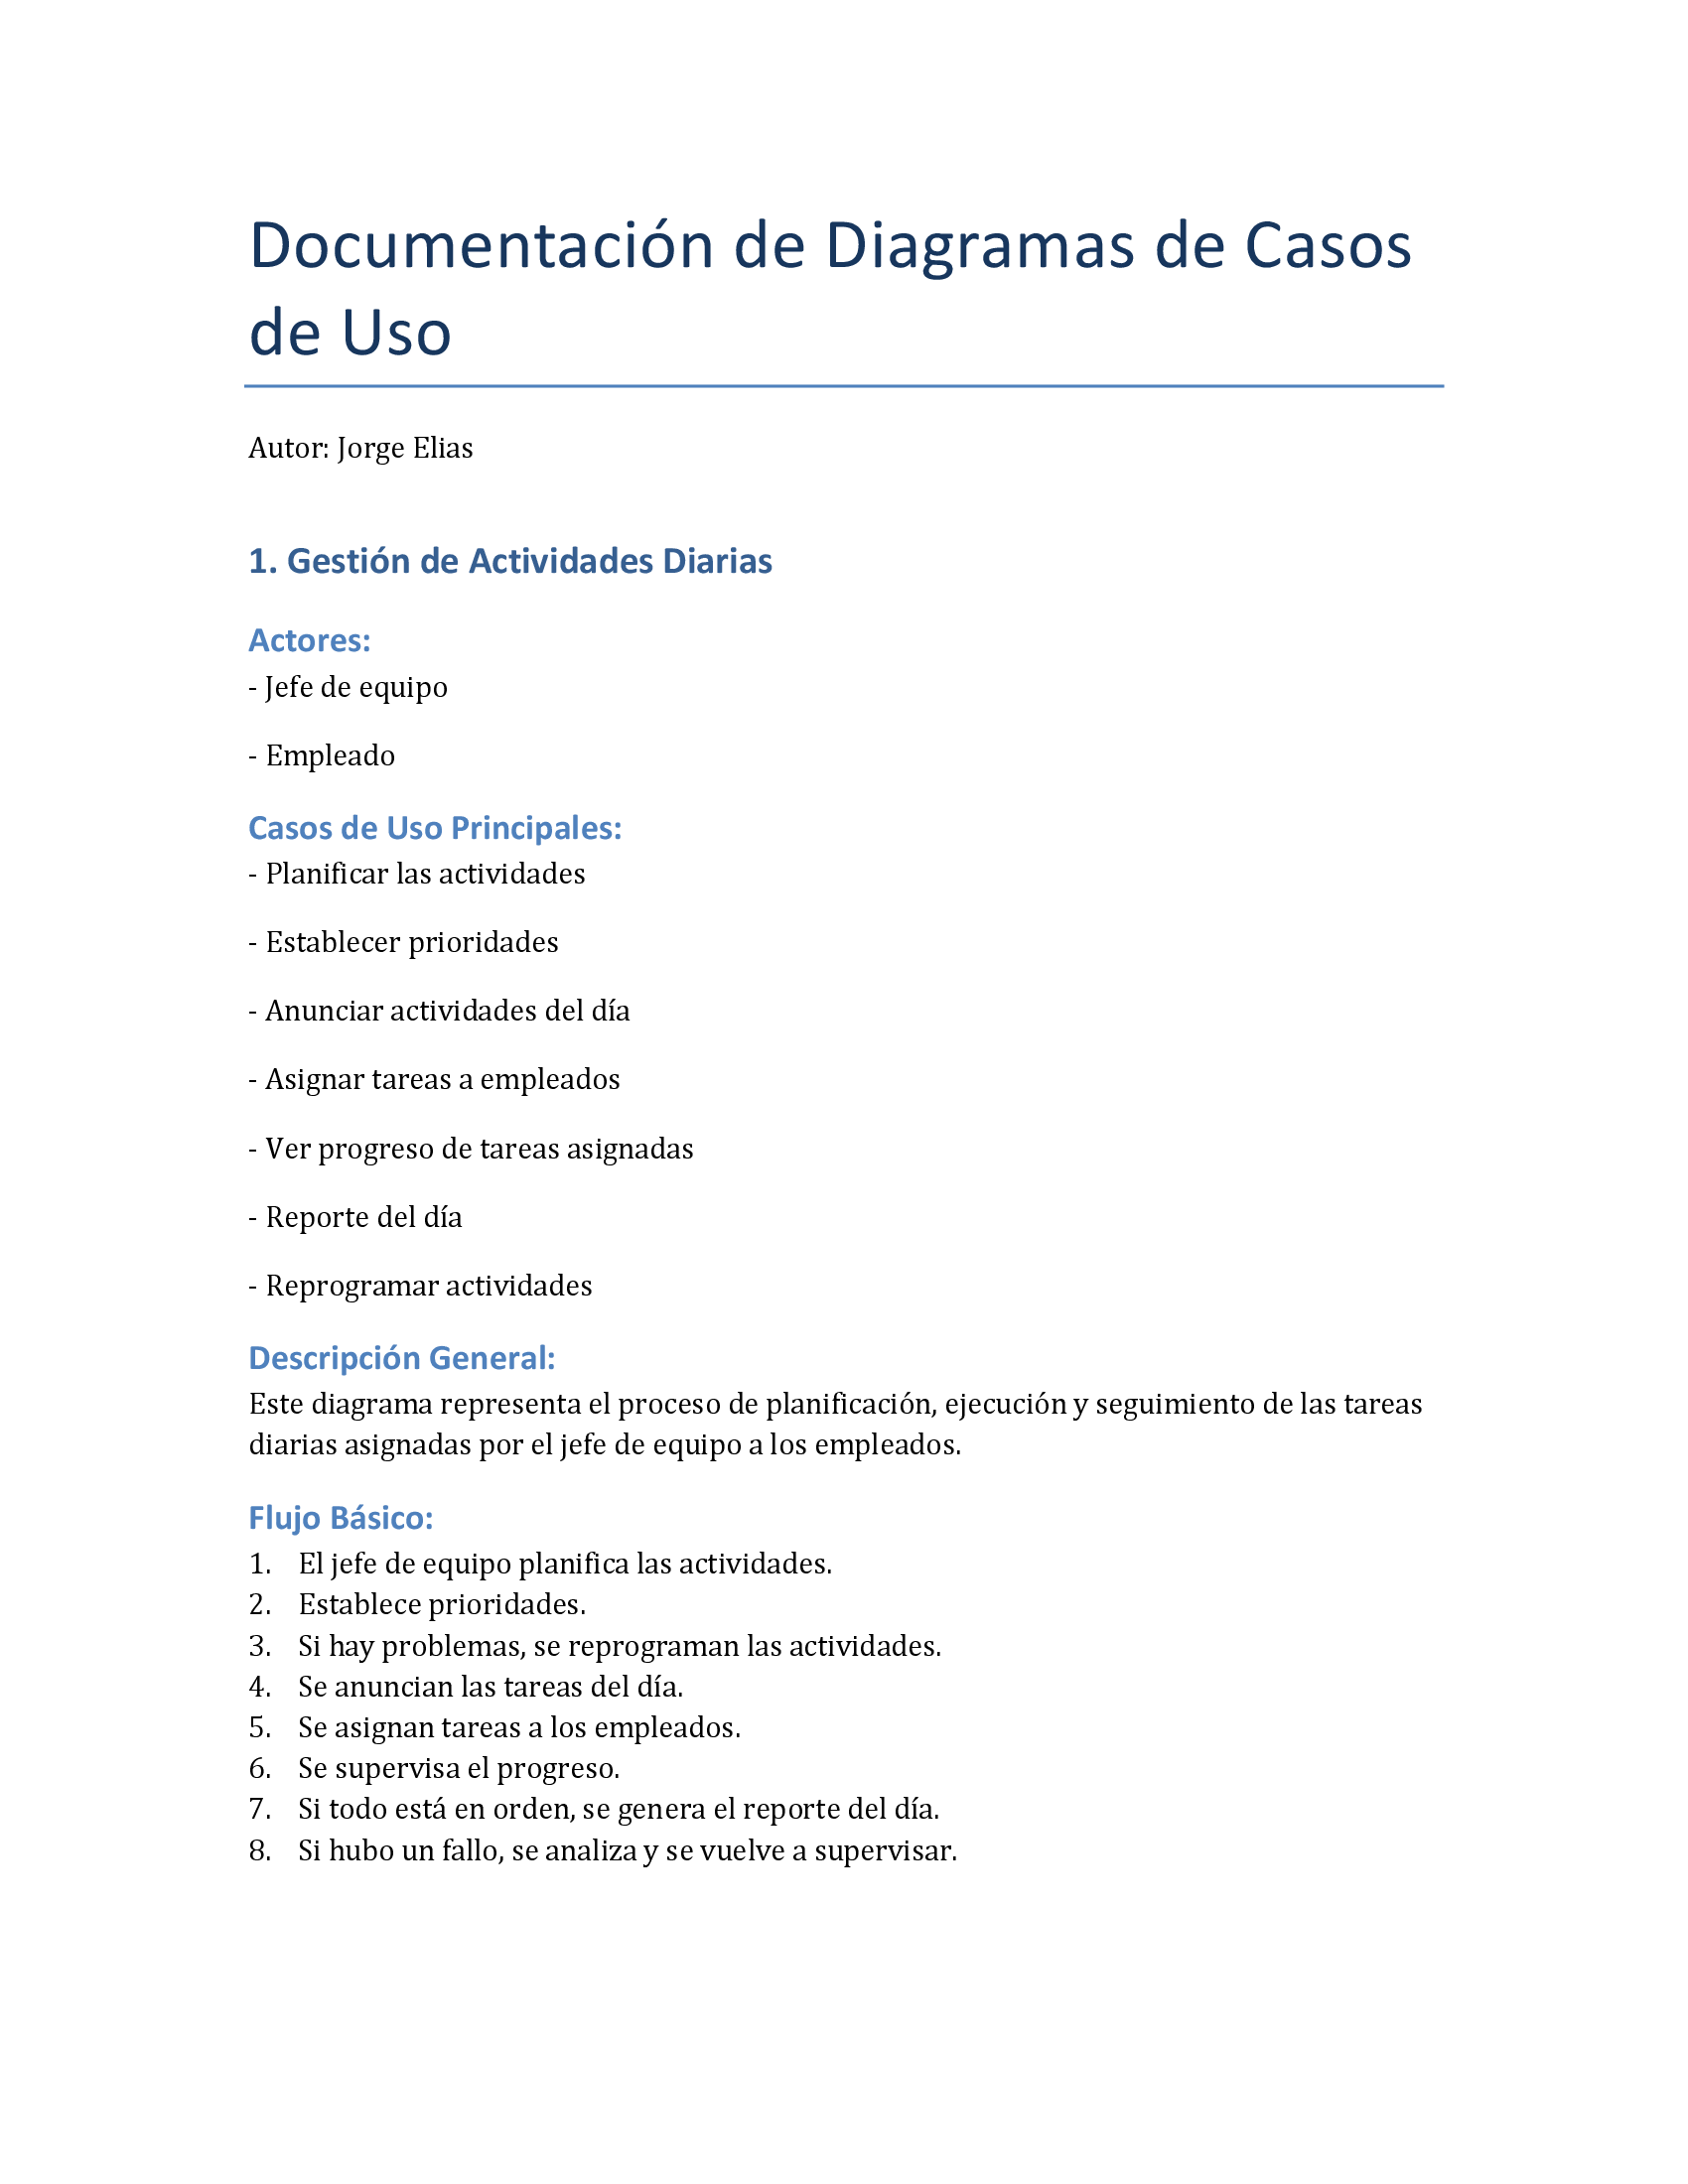 Documentación de Diagramas de Casos
de Uso
Autor: Jorge Elias
1. Gestión de Actividades Diarias
Actores:
- Jefe de equipo
- Empleado
Casos de Uso Principales:
- Planificar las actividades
- Establecer prioridades
- Anunciar actividades del día
- Asignar tareas a empleados
- Ver progreso de tareas asignadas
- Reporte del día
- Reprogramar actividades
Descripción General:
Este diagrama representa el proceso de planificación, ejecución y seguimiento de las tareas
diarias asignadas por el jefe de equipo a los empleados.
Flujo Básico:
1. El jefe de equipo planifica las actividades.
2. Establece prioridades.
3. Si hay problemas, se reprograman las actividades.
4. Se anuncian las tareas del día.
5. Se asignan tareas a los empleados.
6. Se supervisa el progreso.
7. Si todo está en orden, se genera el reporte del día.
8. Si hubo un fallo, se analiza y se vuelve a supervisar.